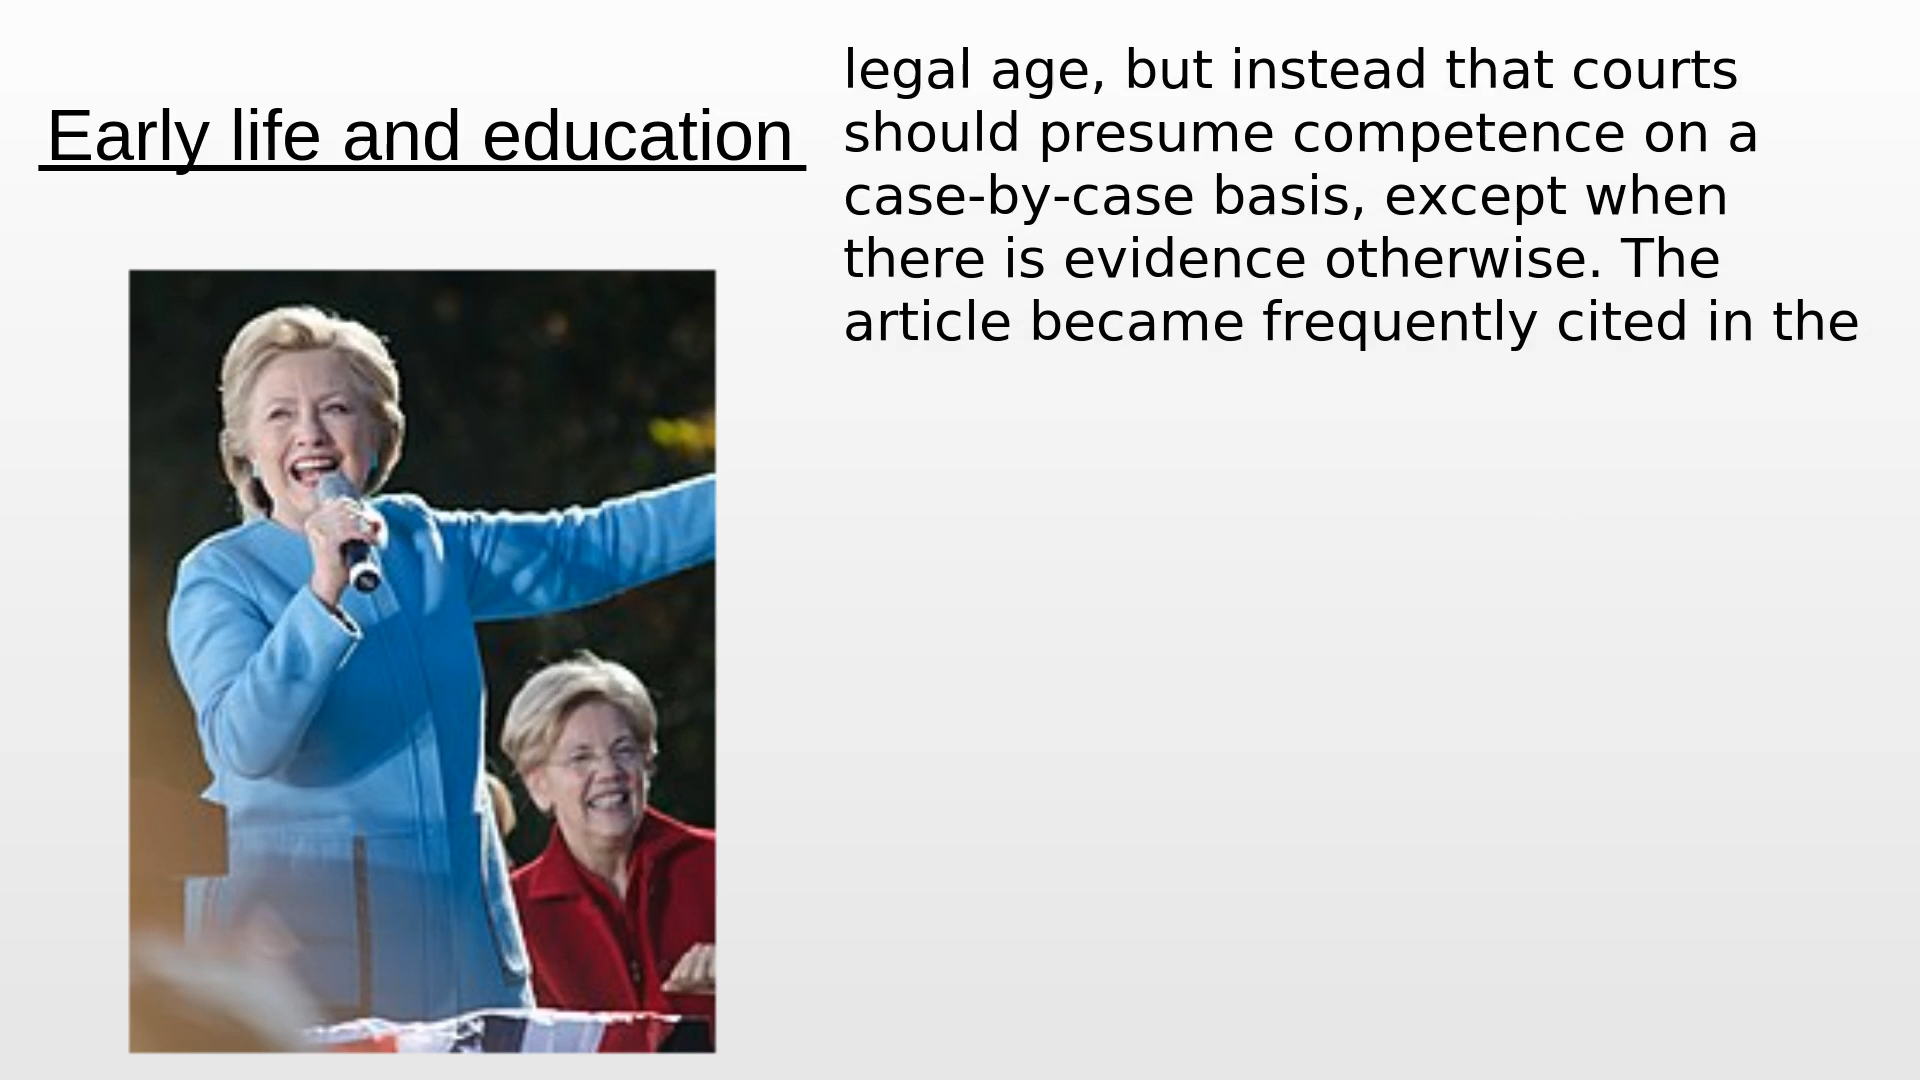 Early life and education
legal age, but instead that courts
should presume competence on a
case-by-case basis, except when
there is evidence otherwise. The
article became frequently cited in the